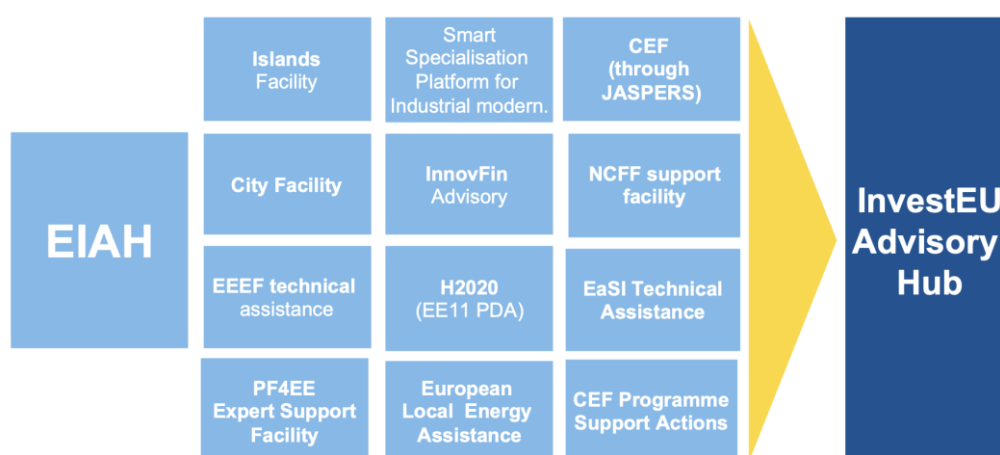 EIAH
Islands
Facility
Smart
Specialisation
Platform for
Industrial modern.
CEF
(through
JASPERS)
City Facility
InnovFin
Advisory
NCFF support
facility
EEEF technical
assistance
H2020
(EE11 PDA)
EaSI Technical
Assistance
PF4EE
Expert Support
Facility
European
Local Energy
Assistance
CEF Programme
Support Actions
InvestEU
Advisory
Hub